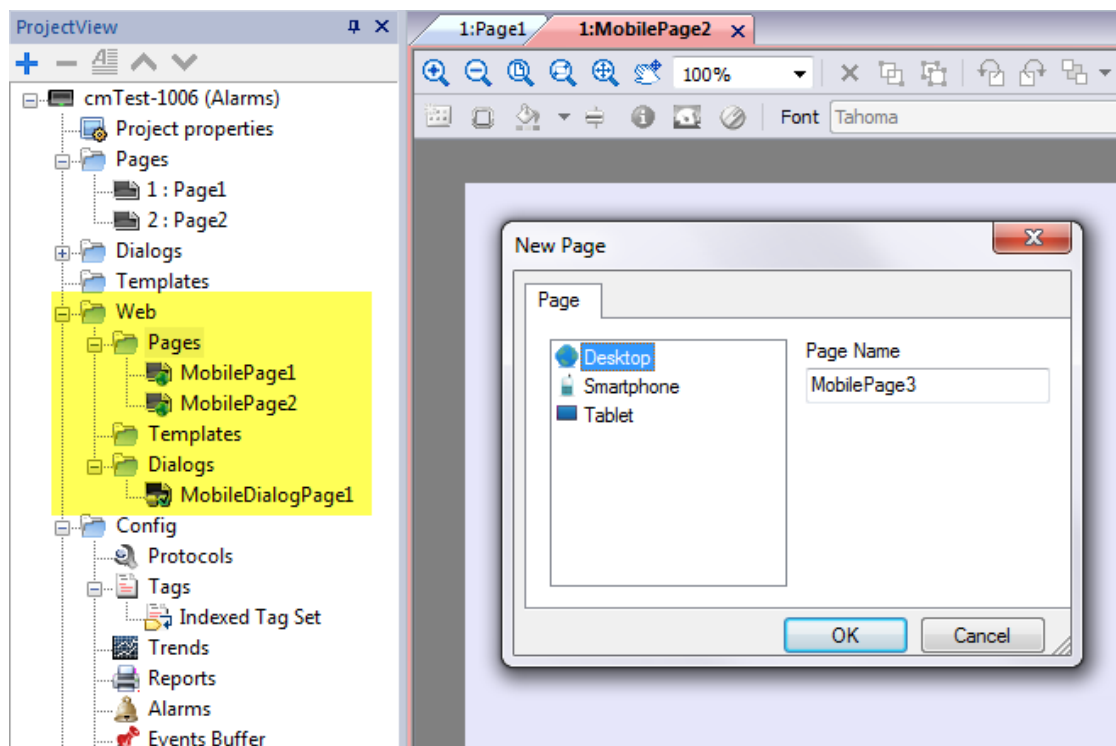 ProjectView
cmTest-1006 (Alarms)
Project properties
Pages
1 : Page1
2 : Page2
Dialogs
Templates
Web
Pages
MobilePage1
MobilePage2
Templates
Dialogs
MobileDialogPage1
Config
Protocols
Tags
Indexed Tag Set
Trends
Reports
Alarms
Events Buffer
1:Page1 1:MobilePage2
100%
Font Tahoma
New Page
Page
Desktop
Smartphone
Tablet
Page Name
MobilePage3
OK Cancel